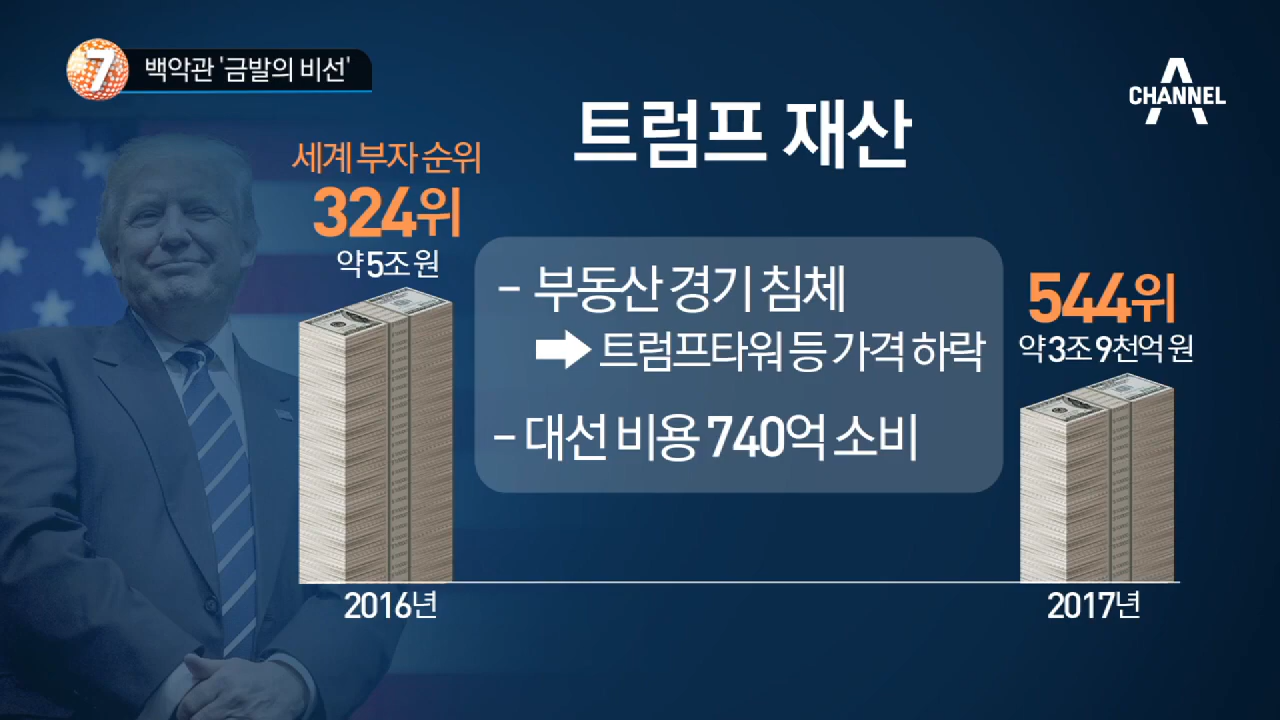 7 백악관 '금발의 비선'
CHANNEL A
트럼프 재산
세계 부자 순위
324위
약 5조 원
- 부동산 경기 침체
➡ 트럼프타워 등 가격 하락
- 대선 비용 740억 소비
544위
약 3조 9천억 원
2016년
2017년